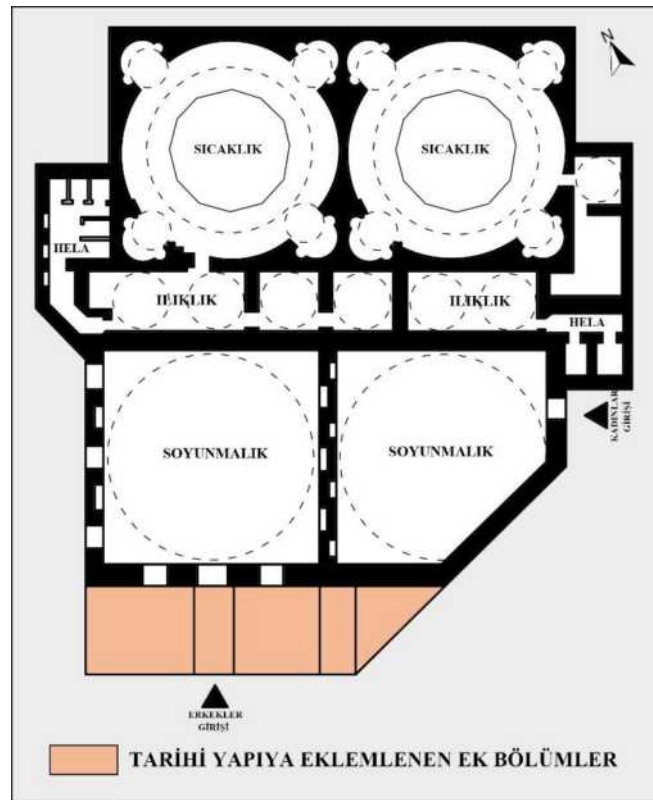 N
SICAKLIK SICAKLIK
HELA
ILIKLIK ILIKLIK
HELA
KADINLAR
GİRİŞİ
SOYUNMALIK SOYUNMALIK
ERKEKLER
GİRİŞİ
TARİHİ YAPIYA EKLEMLENEN EK BÖLÜMLER